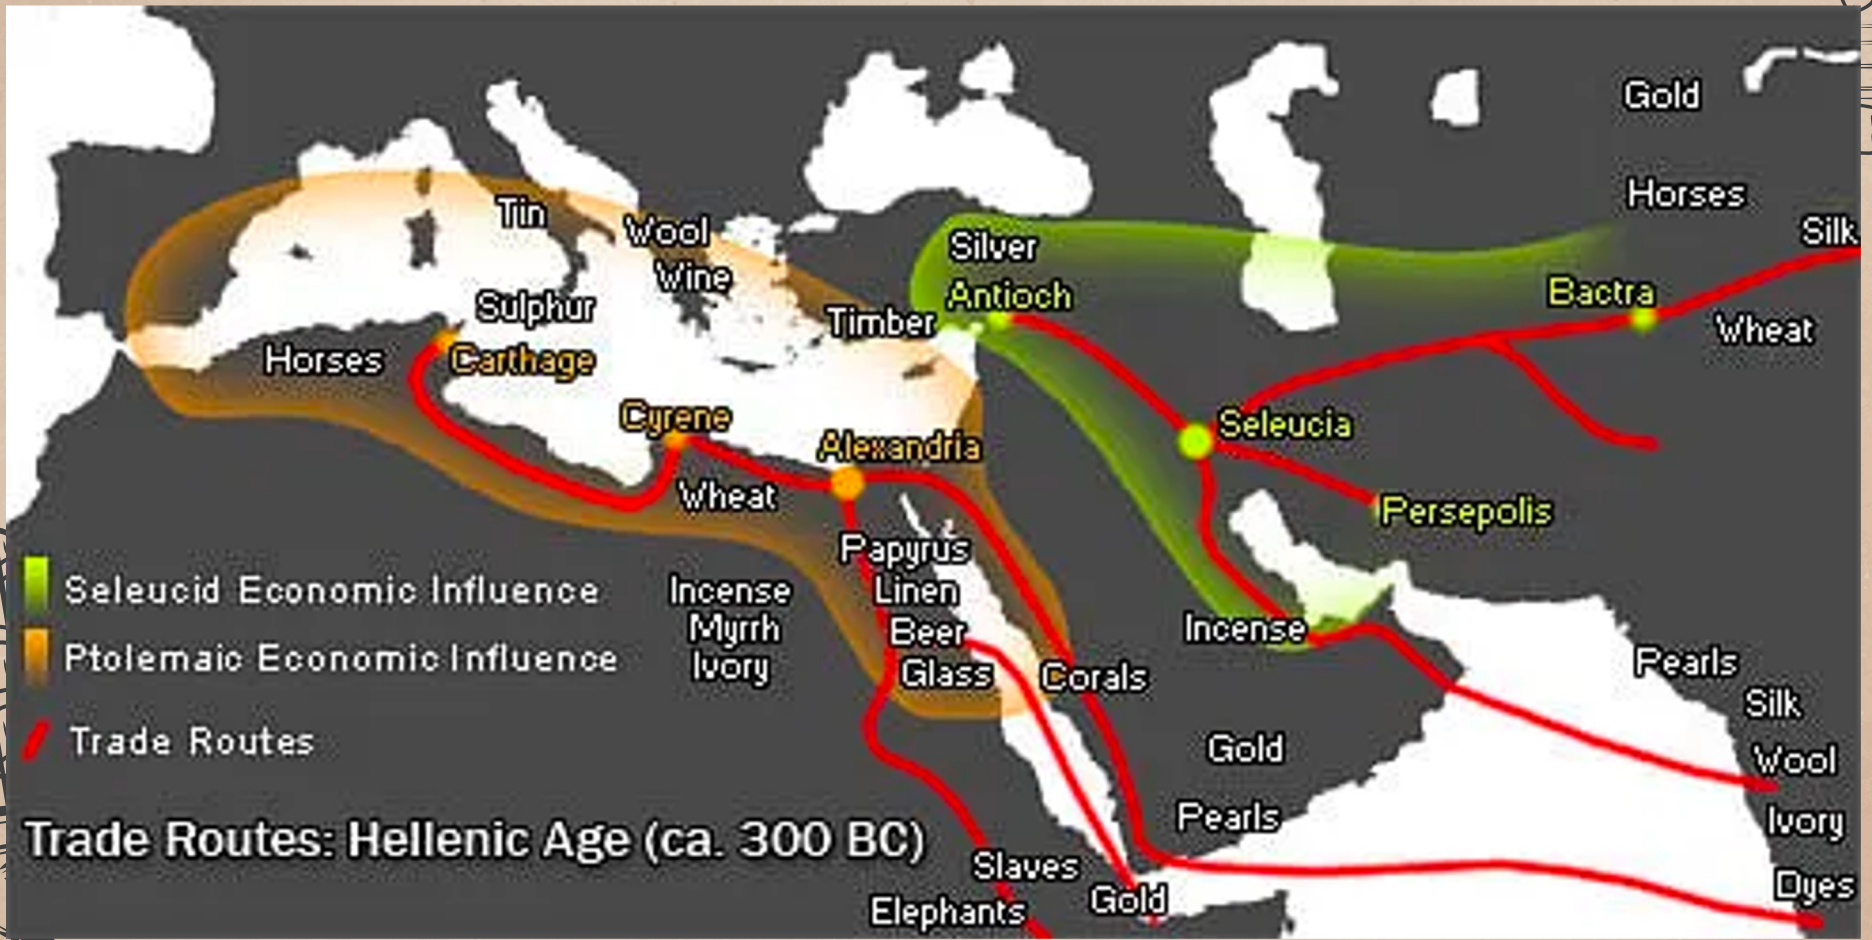 Gold
Horses
Silk
Tin
Wool
Wine
Silver
Antioch
Bactra
Sulphur
Timber
Wheat
Horses
Carthage
Cyrene
Seleucia
Alexandria
Wheat
Persepolis
Papyrus
Linen
Beer
Glass
Incense
Myrrh
Ivory
Incense
Corals
Pearls
Silk
Wool
Ivory
Dyes
Gold
Pearls
Slaves
Elephants
Gold
Seleucid Economic Influence
Ptolemaic Economic Influence
Trade Routes
Trade Routes: Hellenic Age (ca. 300 BC)